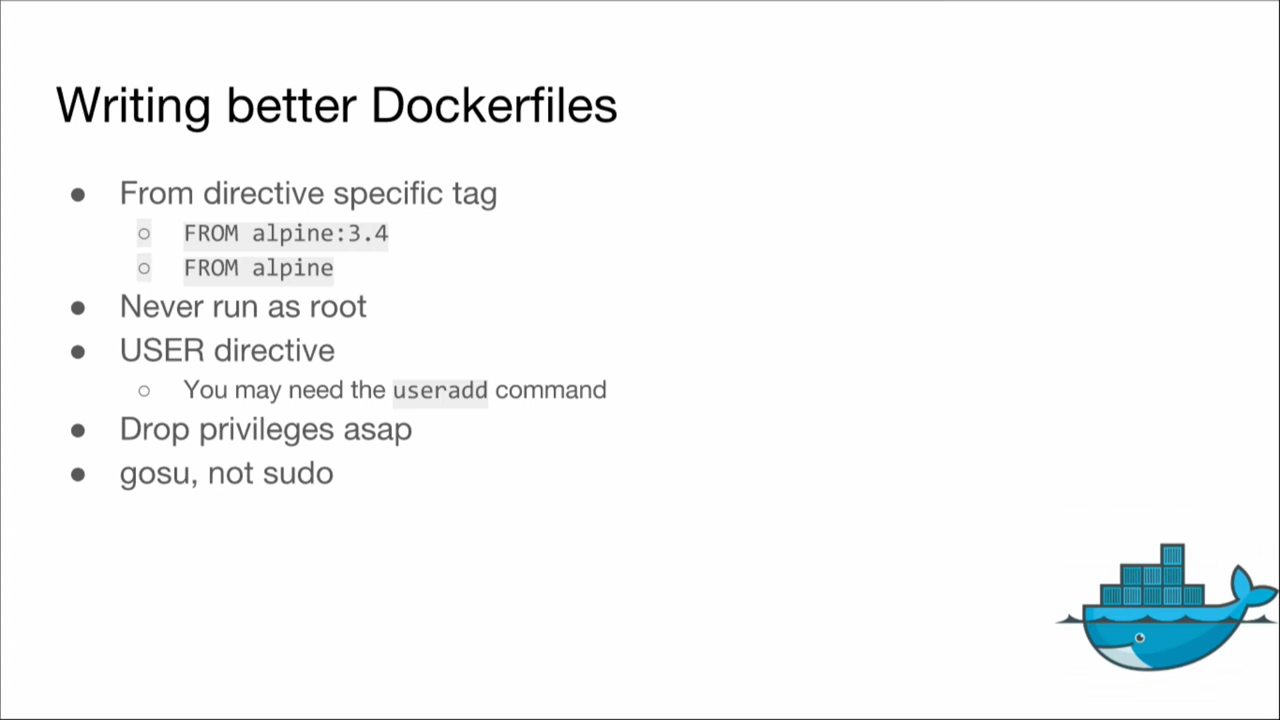 Writing better Dockerfiles
● From directive specific tag
○ FROM alpine:3.4
○ FROM alpine
● Never run as root
● USER directive
○ You may need the useradd command
● Drop privileges asap
● gosu, not sudo